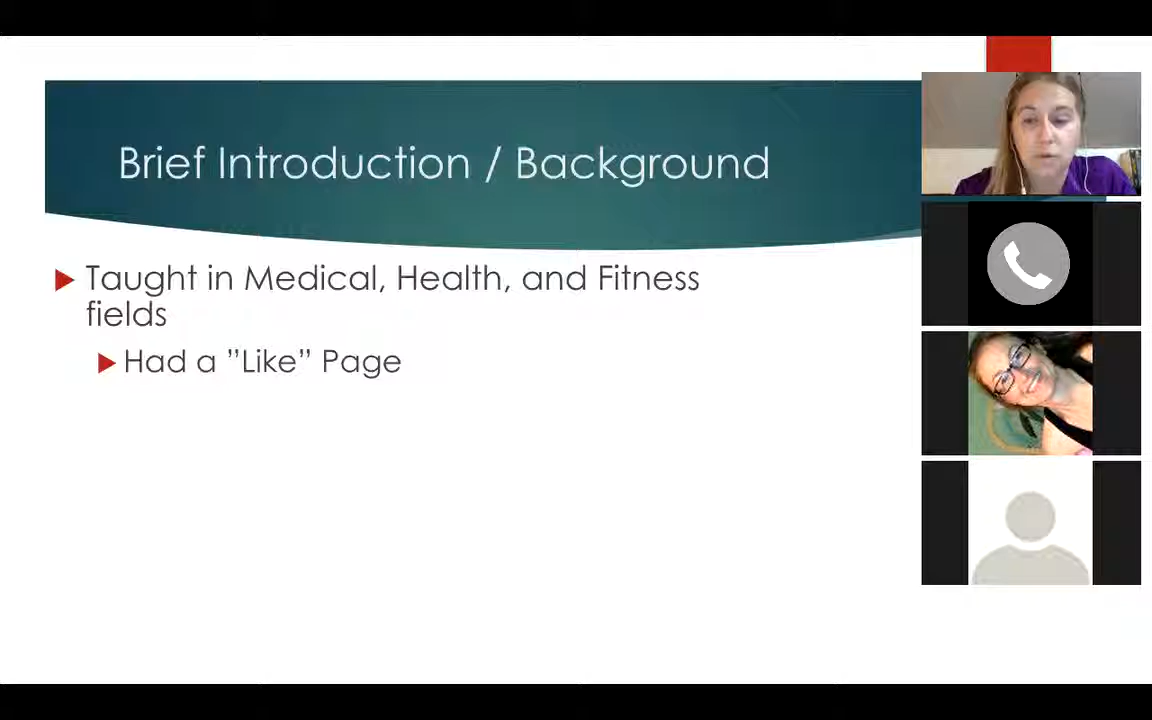 Brief Introduction / Background
Taught in Medical, Health, and Fitness
fields
Had a ”Like” Page